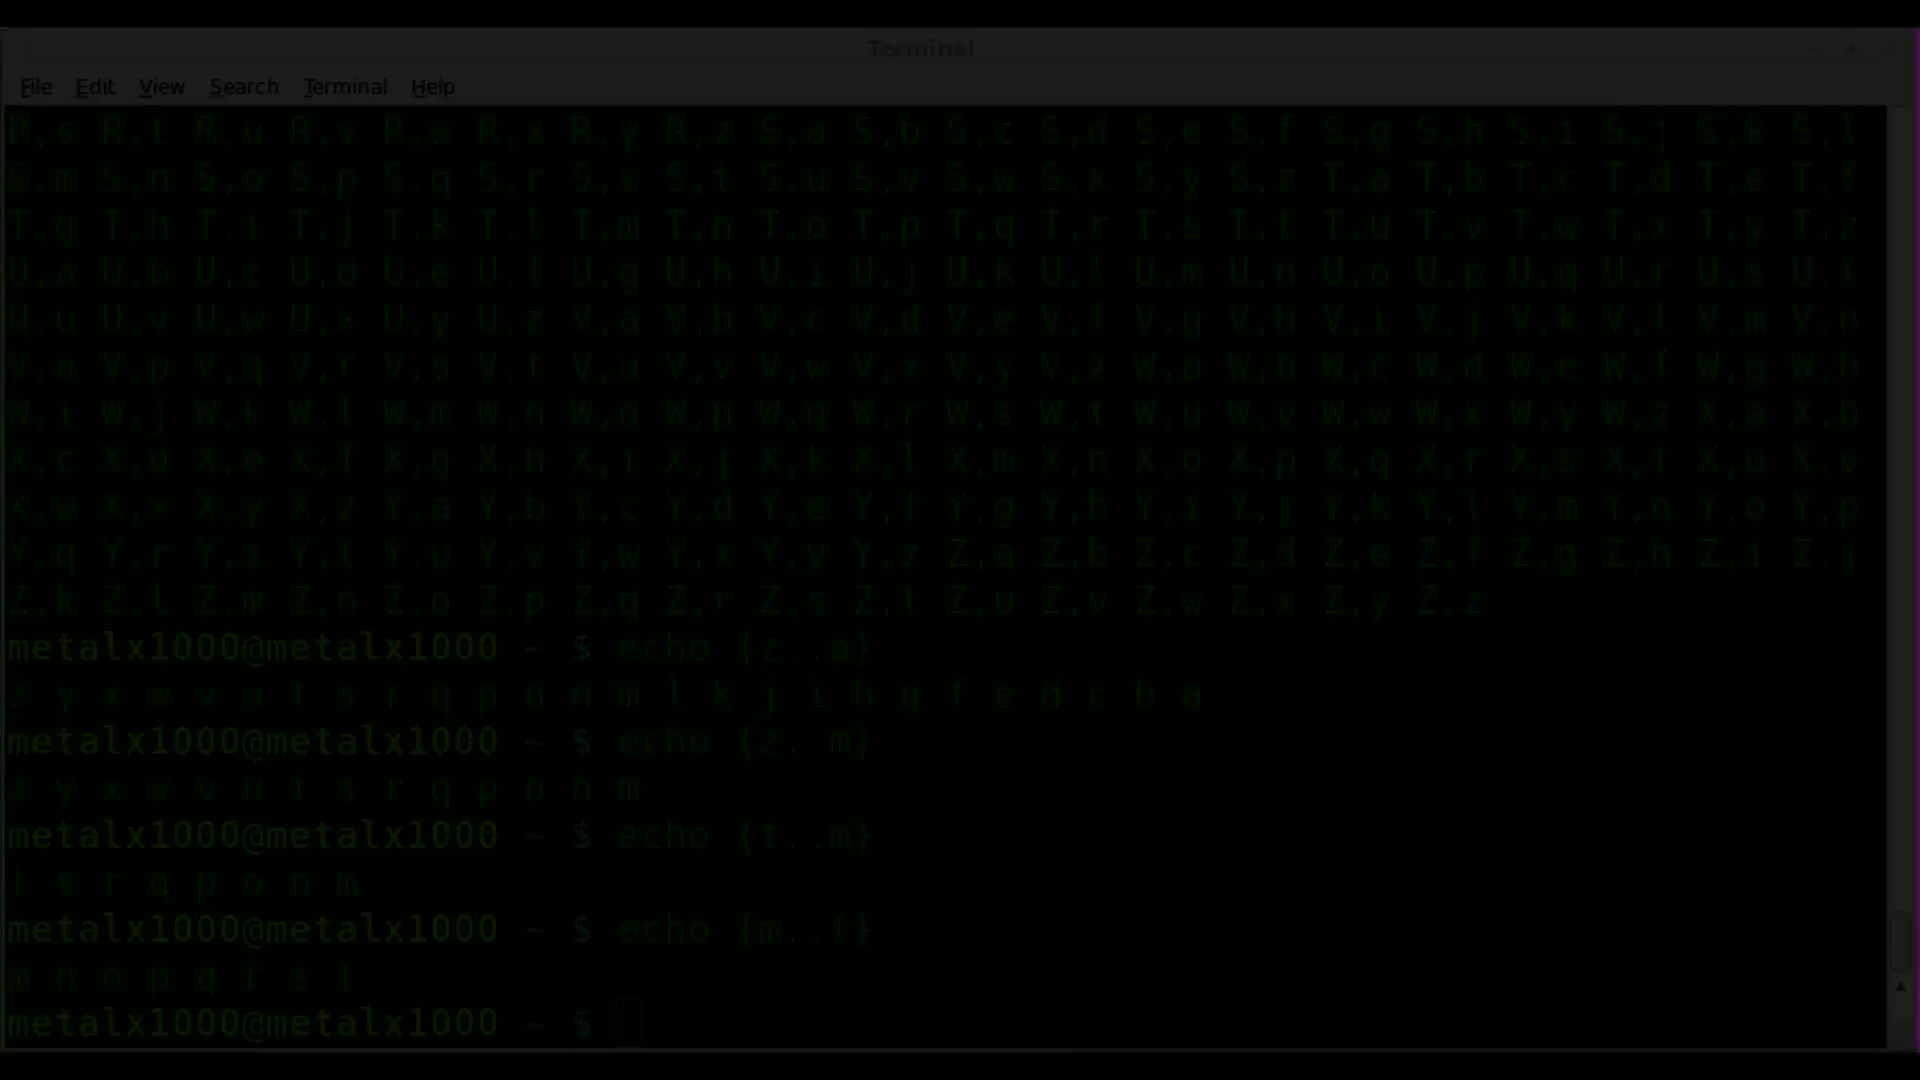 Terminal
File Edit View Search Terminal Help
R,s R,t R,u R,v R,w R,x R,y R,z S,a S,b S,c S,d S,e S,f S,g S,h S,i S,j S,k S,l
S,m S,n S,o S,p S,q S,r S,s S,t S,u S,v S,w S,x S,y S,z T,a T,b T,c T,d T,e T,f
T,g T,h T,i T,j T,k T,l T,m T,n T,o T,p T,q T,r T,s T,t T,u T,v T,w T,x T,y T,z
U,a U,b U,c U,d U,e U,f U,g U,h U,i U,j U,k U,l U,m U,n U,o U,p U,q U,r U,s U,t
U,u U,v U,w U,x U,y U,z V,a V,b V,c V,d V,e V,f V,g V,h V,i V,j V,k V,l V,m V,n
V,o V,p V,q V,r V,s V,t V,u V,v V,w V,x V,y V,z W,a W,b W,c W,d W,e W,f W,g W,h
W,i W,j W,k W,l W,m W,n W,o W,p W,q W,r W,s W,t W,u W,v W,w W,x W,y W,z X,a X,b
X,c X,d X,e X,f X,g X,h X,i X,j X,k X,l X,m X,n X,o X,p X,q X,r X,s X,t X,u X,v
X,w X,x X,y X,z Y,a Y,b Y,c Y,d Y,e Y,f Y,g Y,h Y,i Y,j Y,k Y,l Y,m Y,n Y,o Y,p
Y,q Y,r Y,s Y,t Y,u Y,v Y,w Y,x Y,y Y,z Z,a Z,b Z,c Z,d Z,e Z,f Z,g Z,h Z,i Z,j
Z,k Z,l Z,m Z,n Z,o Z,p Z,q Z,r Z,s Z,t Z,u Z,v Z,w Z,x Z,y Z,z
metalx1000@metalx1000 ~ $ echo {z..a}
z y x w v u t s r q p o n m l k j i h g f e d c b a
metalx1000@metalx1000 ~ $ echo {z..m}
z y x w v u t s r q p o n m
metalx1000@metalx1000 ~ $ echo {t..m}
t s r q p o n m
metalx1000@metalx1000 ~ $ echo {m..t}
m n o p q r s t
metalx1000@metalx1000 ~ $